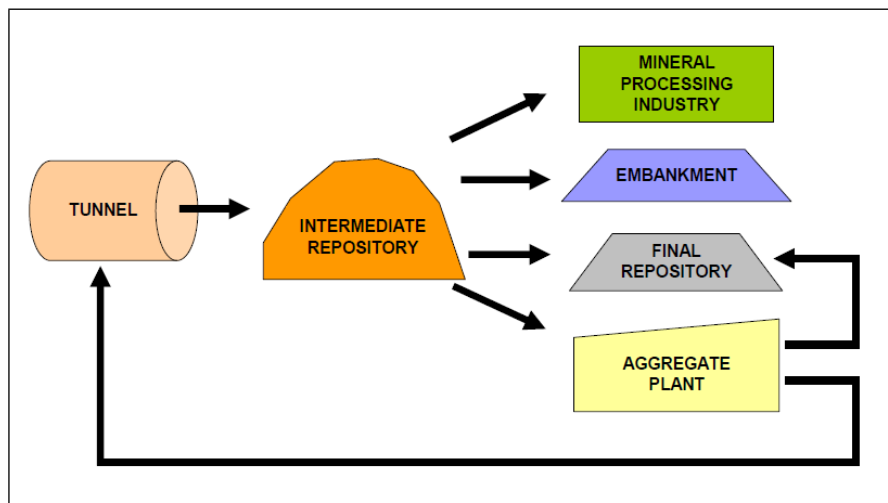 TUNNEL
INTERMEDIATE
REPOSITORY
MINERAL
PROCESSING
INDUSTRY
EMBANKMENT
FINAL
REPOSITORY
AGGREGATE
PLANT